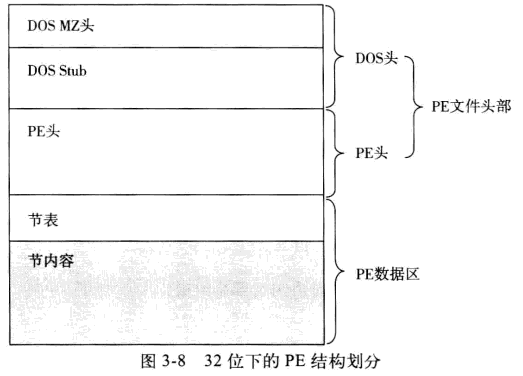 DOS MZ头
DOS Stub
DOS头
PE文件头部
PE头
PE头
节表
节内容
PE数据区
图 3-8 32 位下的 PE 结构划分